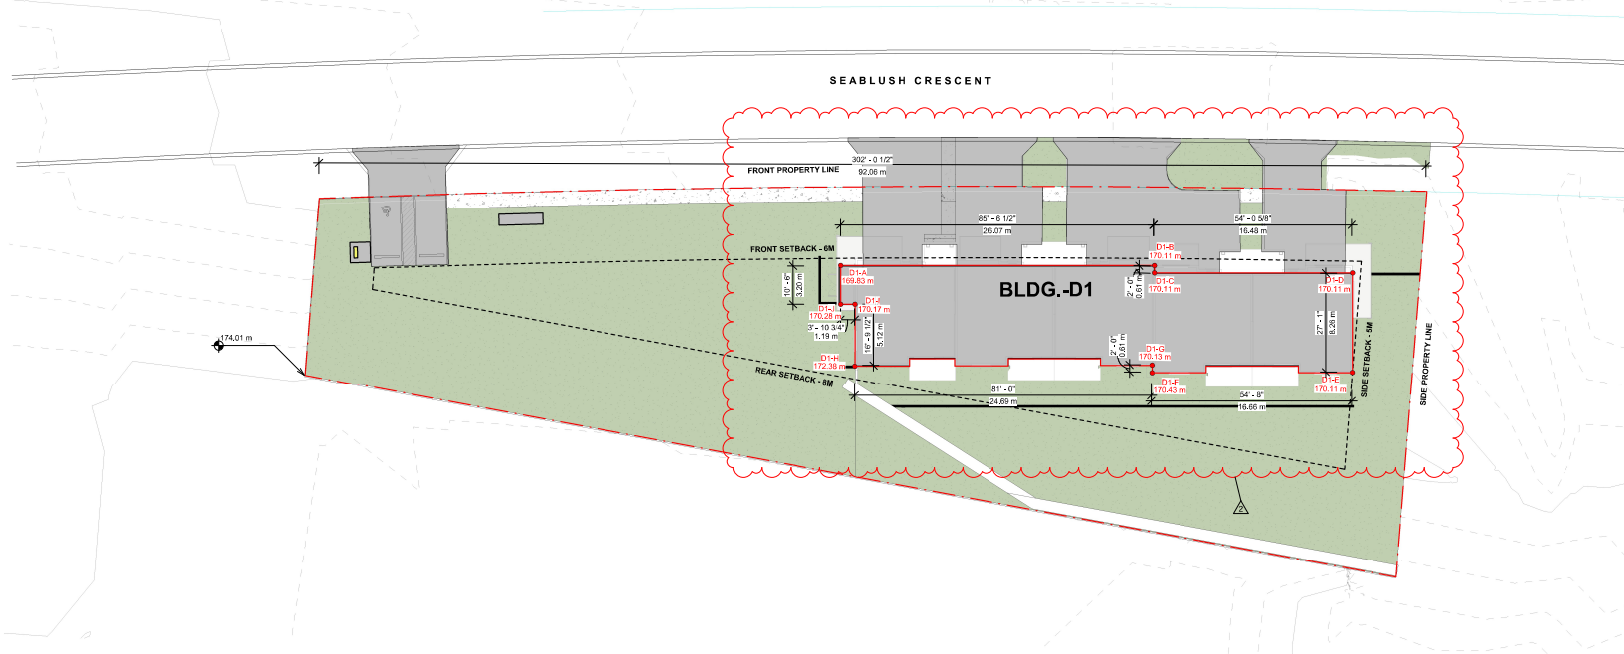 SEABLUSH CRESCENT
302' - 0 1/2"
92.06 m
FRONT PROPERTY LINE
85' - 6 1/2"
26.07 m
54' - 0 5/8"
16.48 m
FRONT SETBACK - 6M
D1-B
170.11 m
D1-A
169.83 m
D1-C
170.11 m
D1-D
170.11 m
BLDG.-D1
10' - 6"
3.20 m
2' - 0"
0.61 m
D1-J
170.28 m
D1-I
170.17 m
3' - 10 3/4"
1.19 m
16' - 9 1/2"
5.12 m
27' - 1"
8.26 m
174.01 m
D1-H
172.38 m
2' - 0"
0.61 m
D1-G
170.13 m
D1-F
170.43 m
D1-E
170.11 m
REAR SETBACK - 8M
SIDE SETBACK - 5M
SIDE PROPERTY LINE
81' - 0"
24.69 m
54' - 8"
16.66 m
2